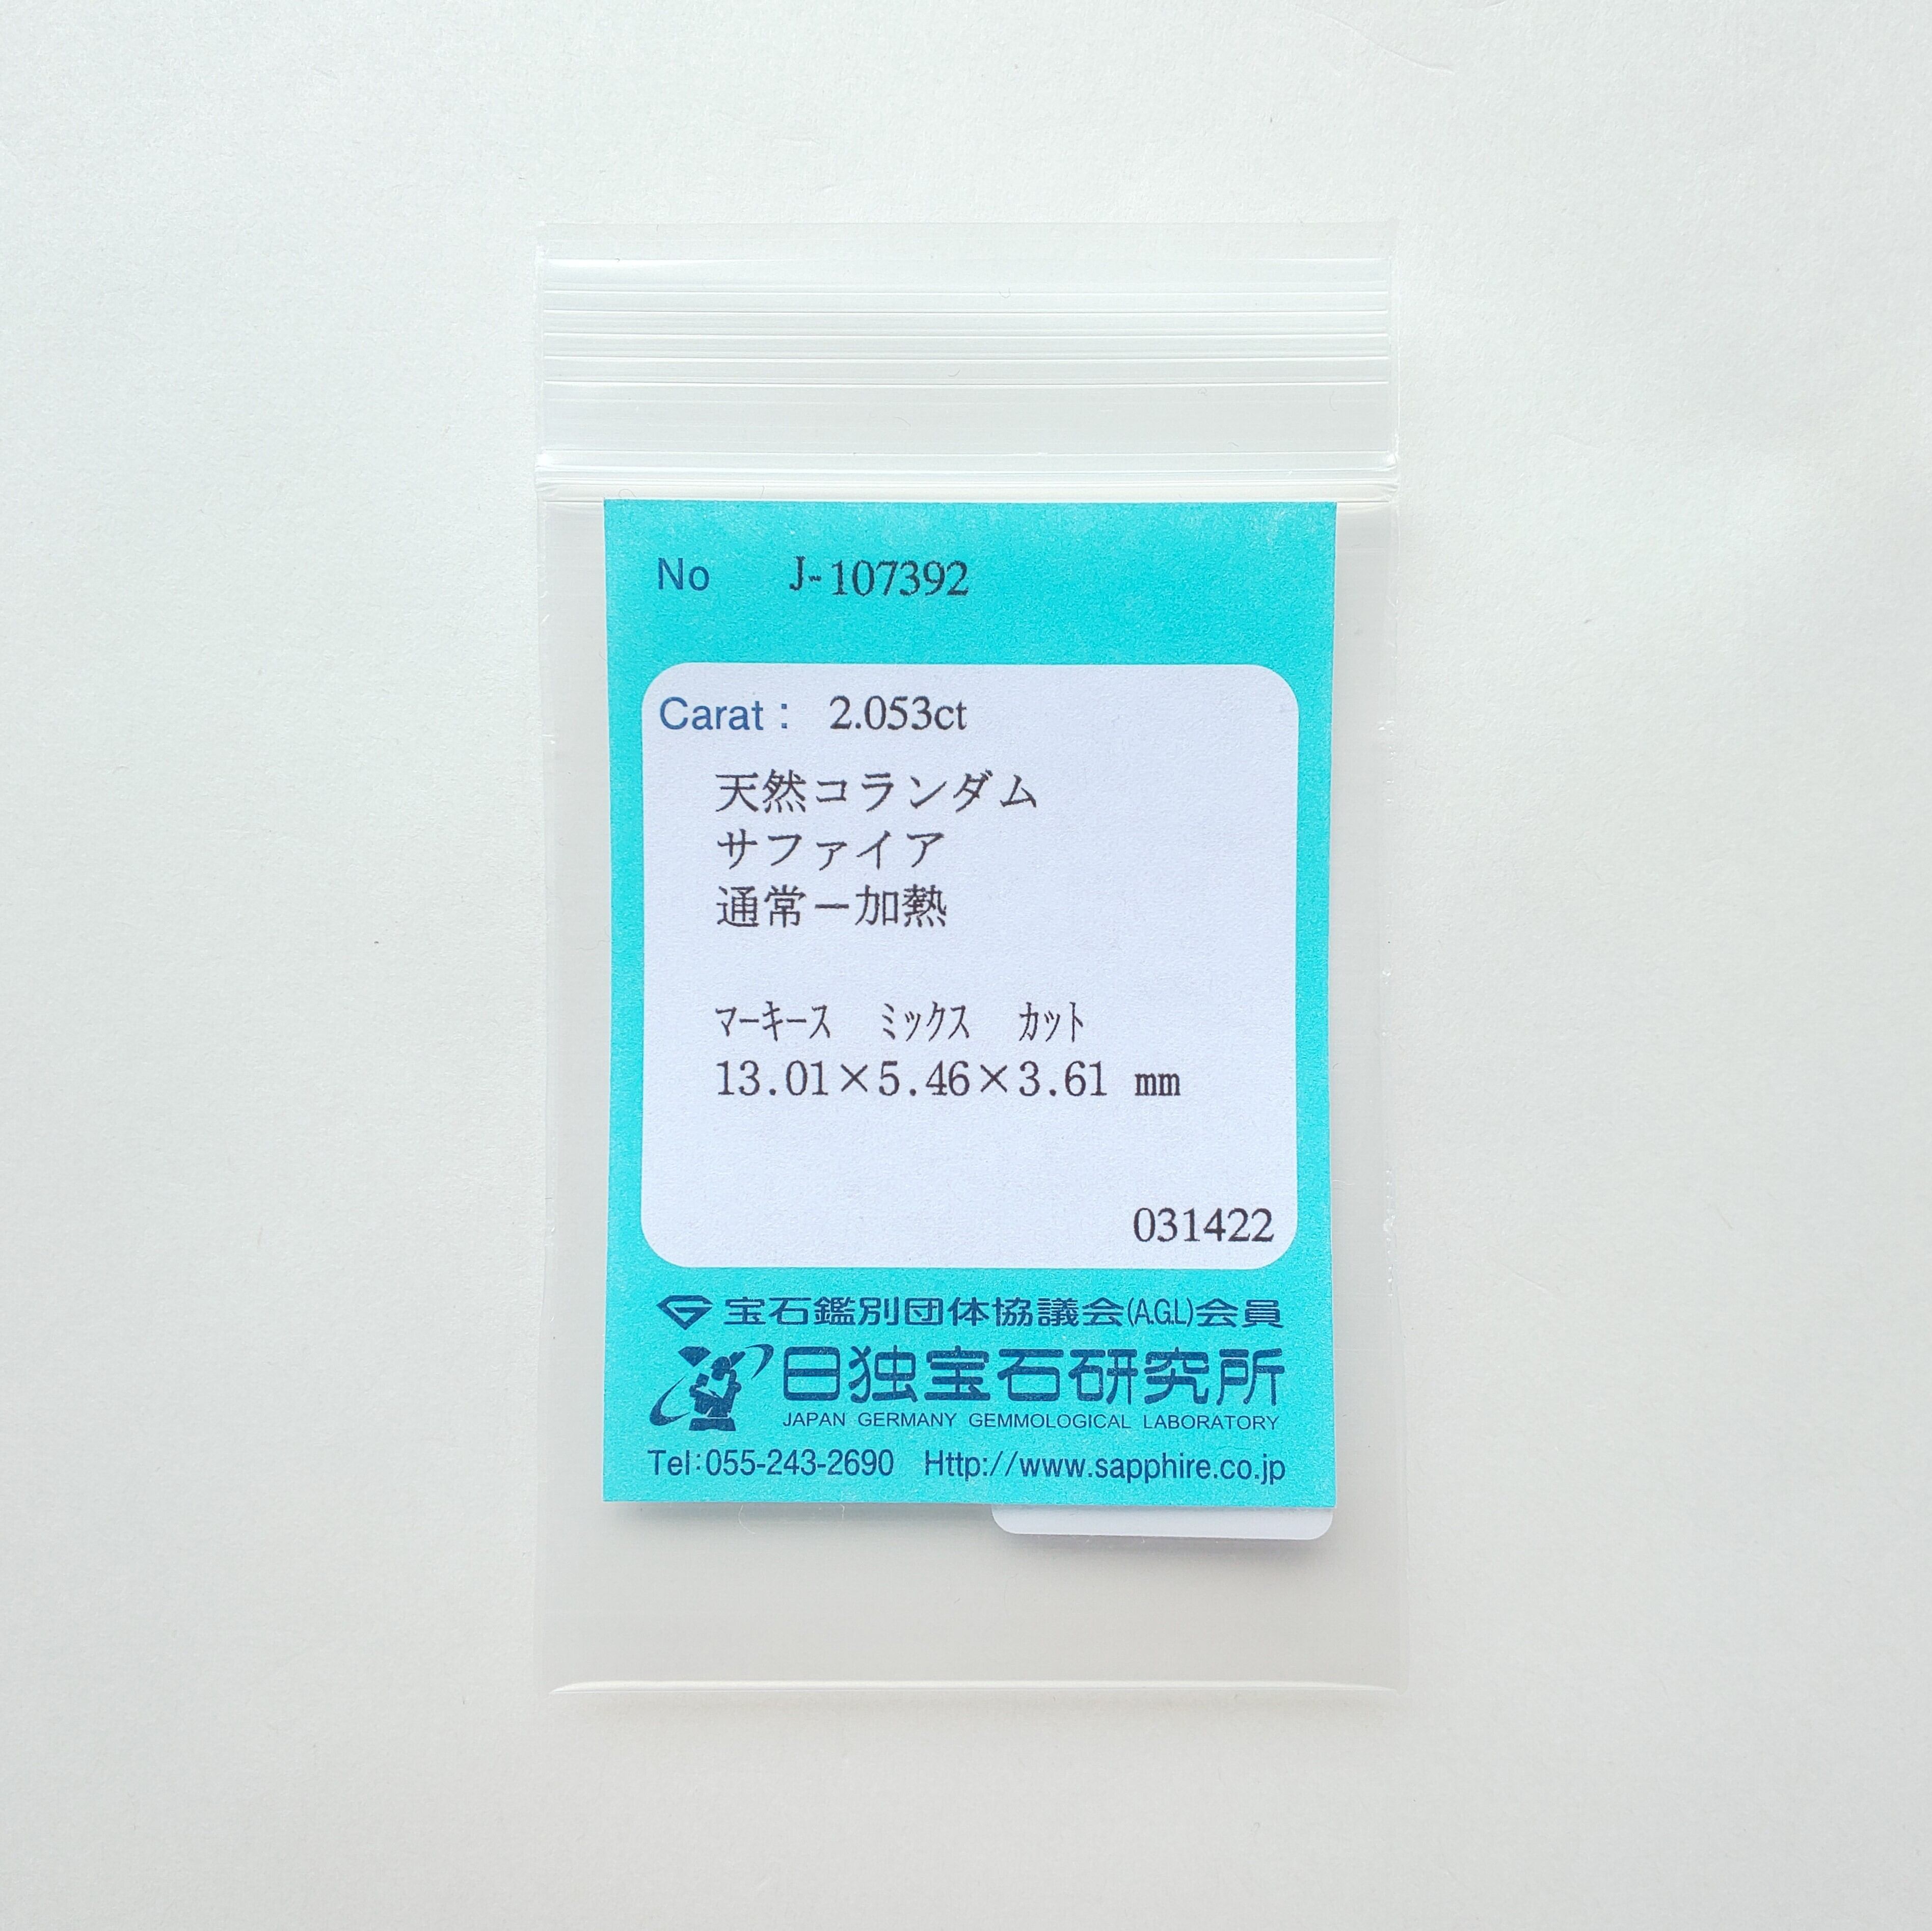 No J-107392
Carat : 2.053ct
天然コランダム
サファイア
通常－加熱
マーキース ミックス カット
13.01×5.46×3.61 mm
031422
宝石鑑別団体協議会(A.G.L)会員
日独宝石研究所
JAPAN GERMANY GEMMOLOGICAL LABORATORY
Tel:055-243-2690 Http://www.sapphire.co.jp